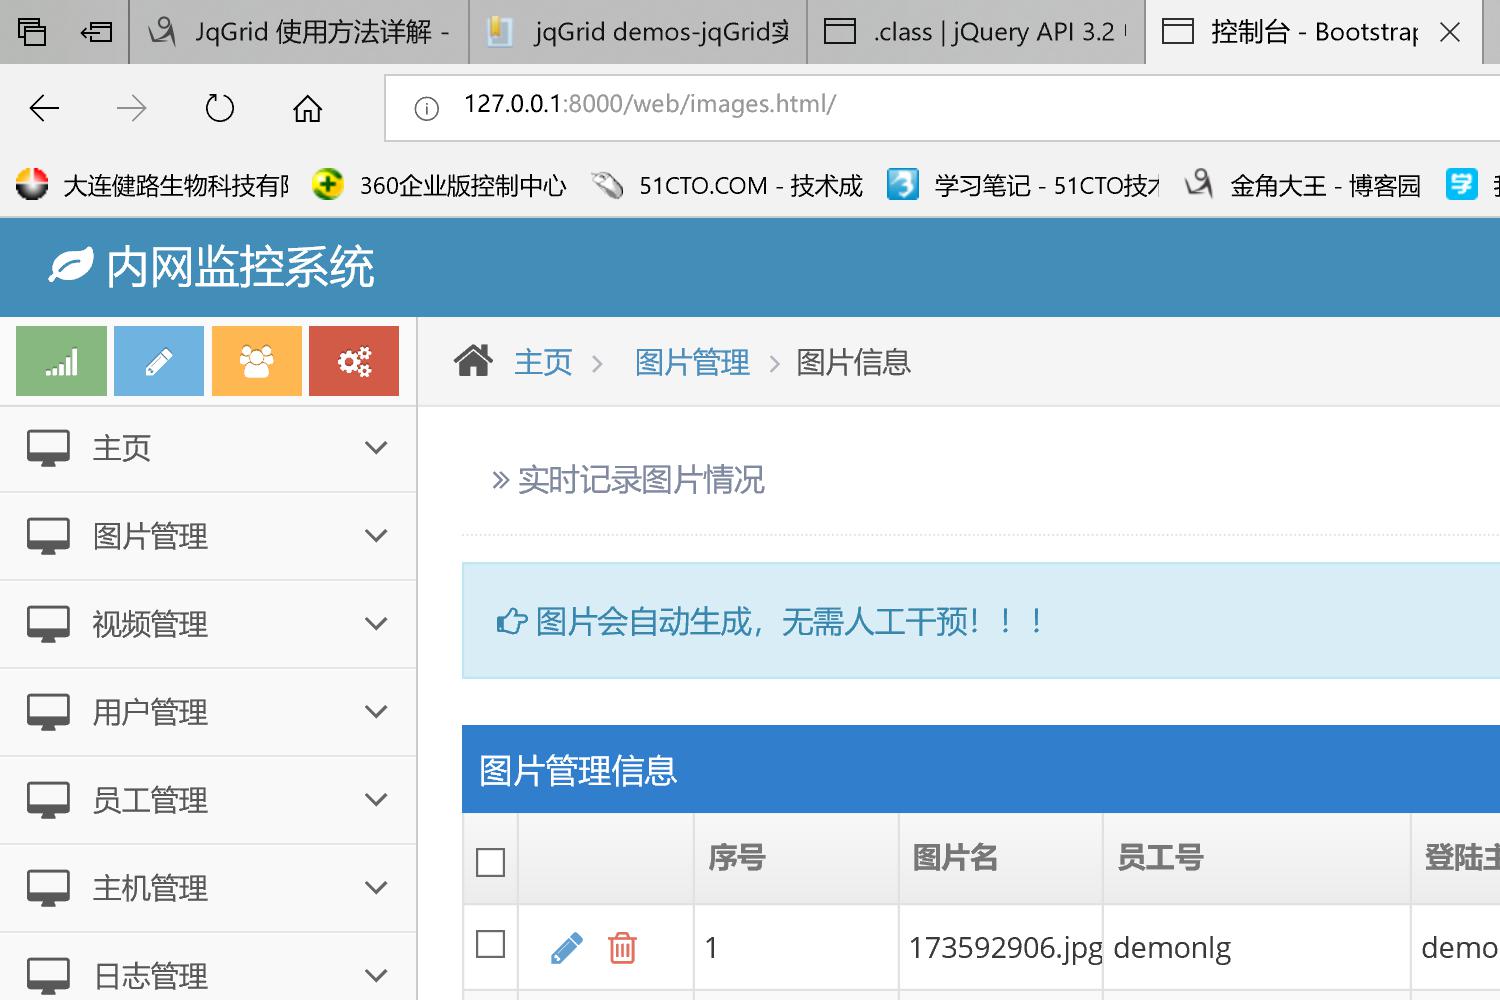 JqGrid 使用方法详解 -
jqGrid demos-jqGrid实
.class | jQuery API 3.2
控制台 - Bootstrap
127.0.0.1:8000/web/images.html/
大连健路生物科技有限
360企业版控制中心
51CTO.COM - 技术成
学习笔记 - 51CTO技术
金角大王 - 博客园
学
内网监控系统
主页
图片管理
图片信息
主页
图片管理
视频管理
用户管理
员工管理
主机管理
日志管理
实时记录图片情况
图片会自动生成，无需人工干预！！！
图片管理信息
序号 图片名 员工号 登陆主
1 173592906.jpg demonlg demo